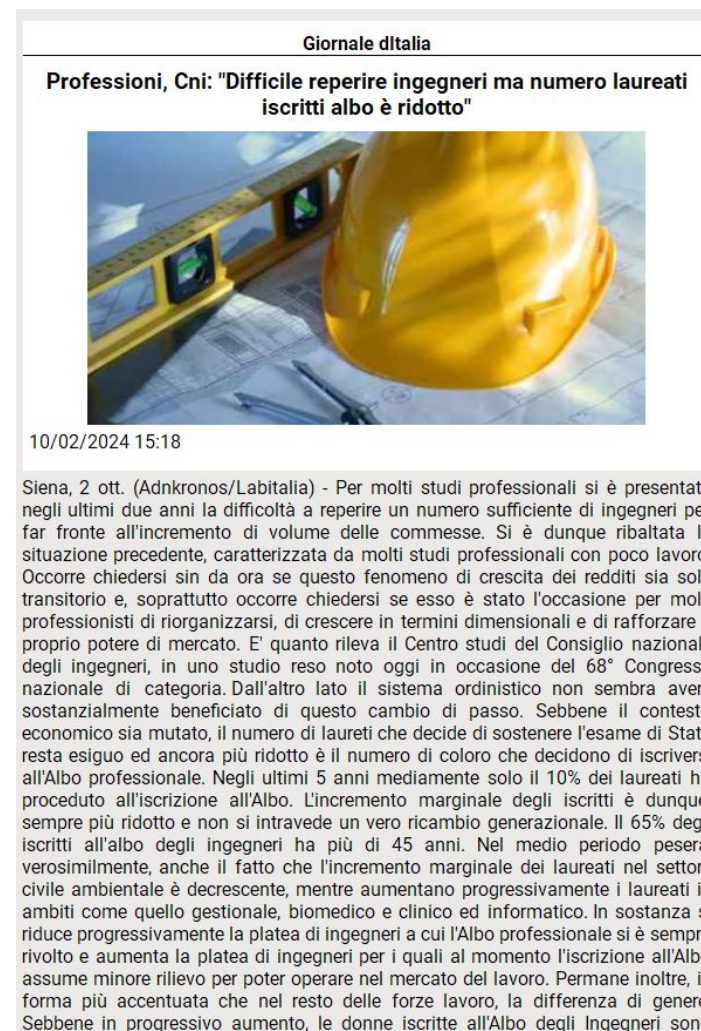 Giornale dItalia
Professioni, Cni: "Difficile reperire ingegneri ma numero laureati
iscritti albo è ridotto"
10/02/2024 15:18
Siena, 2 ott. (Adnkronos/Labitalia) - Per molti studi professionali si è presentat
negli ultimi due anni la difficoltà a reperire un numero sufficiente di ingegneri pe
far fronte all'incremento di volume delle commesse. Si è dunque ribaltata l
situazione precedente, caratterizzata da molti studi professionali con poco lavoro
Occorre chiedersi sin da ora se questo fenomeno di crescita dei redditi sia sol
transitorio e, soprattutto occorre chiedersi se esso è stato l'occasione per mol
professionisti di riorganizzarsi, di crescere in termini dimensionali e di rafforzare
proprio potere di mercato. E' quanto rileva il Centro studi del Consiglio nazional
degli ingegneri, in uno studio reso noto oggi in occasione del 68° Congress
nazionale di categoria. Dall'altro lato il sistema ordinistico non sembra aver
sostanzialmente beneficiato di questo cambio di passo. Sebbene il contest
economico sia mutato, il numero di laureti che decide di sostenere l'esame di Stat
resta esiguo ed ancora più ridotto è il numero di coloro che decidono di iscrivers
all'Albo professionale. Negli ultimi 5 anni mediamente solo il 10% dei laureati h
proceduto all'iscrizione all'Albo. L'incremento marginale degli iscritti è dunque
sempre più ridotto e non si intravede un vero ricambio generazionale. Il 65% deg
iscritti all'albo degli ingegneri ha più di 45 anni. Nel medio periodo peser
verosimilmente, anche il fatto che l'incremento marginale dei laureati nel settor
civile ambientale è decrescente, mentre aumentano progressivamente i laureati i
ambiti come quello gestionale, biomedico e clinico ed informatico. In sostanza s
riduce progressivamente la platea di ingegneri a cui l'Albo professionale si è sempr
rivolto e aumenta la platea di ingegneri per i quali al momento l'iscrizione all'Alb
assume minore rilievo per poter operare nel mercato del lavoro. Permane inoltre, i
forma più accentuata che nel resto delle forze lavoro, la differenza di genere
Sebbene in progressivo aumento, le donne iscritte all'Albo degli Ingegneri son